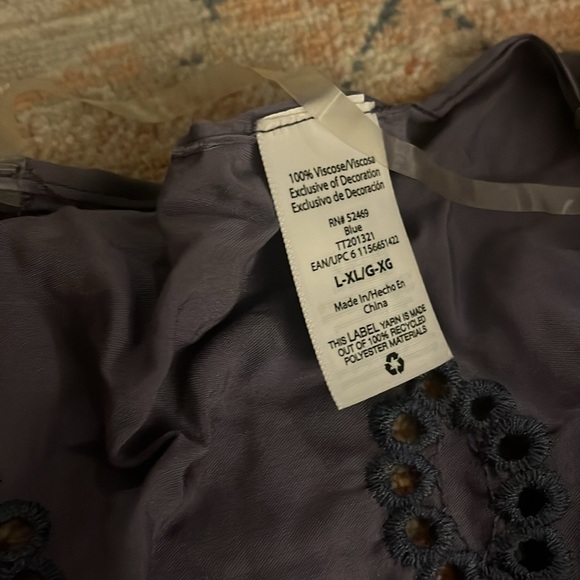 100% Viscose/Viscosa
Exclusive of Decoration
Exclusivo de Decoración
RN# 52469
Blue
TT201321
EAN/UPC 6 1156651422
L-XL/G-XG
Made In/Hecho En
China
THIS LABEL YARN IS MADE
OUT OF 100% RECYCLED
POLYESTER MATERIALS